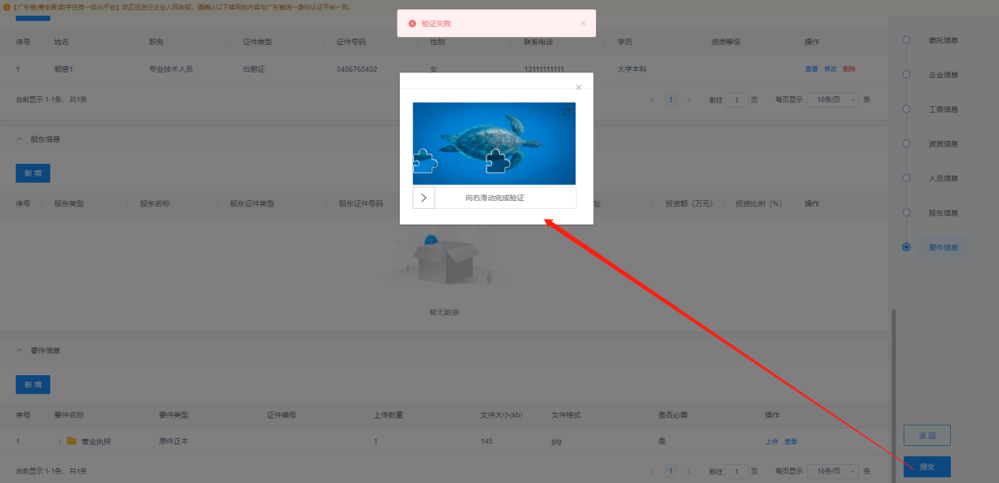 【广东省(粤安居)数字住房一体化平台】您正在进行企业入网申报，请确认以下填写的内容与广东省统一身份认证平台一致。
验证失败
序号 姓名 职务 证件类型 证件号码 性别 联系电话 学历 资质等级 操作
1 顺意1 专业技术人员 台胞证 3456765432 女 13111111111 大学本科 查看 修改 删除
当前显示 1-1条，共1条 1 前往 1 页 每页显示 10条/页 条
股东信息
新 增
序号 股东类型 股东名称 股东证件类型 股东证件号码 址 投资额（万元） 投资比例（%） 操作
向右滑动完成验证
暂无数据
要件信息
新 增
序号 要件名称 要件类型 证件编号 上传数量 文件大小(kb) 文件格式 是否必需 操作
1 营业执照 原件正本 1 145 jpg 是 上传 查看
当前显示 1-1条，共1条 1 前往 1 页 每页显示 10条/页 条
委托信息
企业信息
工商信息
资质信息
人员信息
股东信息
要件信息
返 回
提交